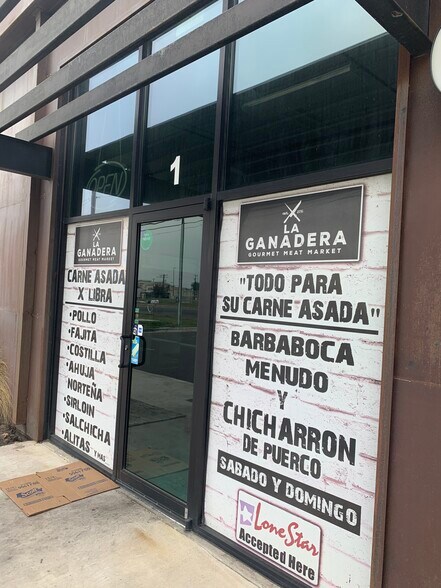 OPEN
1
LA
GANADERA
GOURMET MEAT MARKET
CARNE ASADA
X LIBRA
• POLLO
• FAJITA
• COSTILLA
• AHUJA
NORTEÑA
• SIRLOIN
• SALCHICHA
• ALITAS Y MÁS
LA
GANADERA
GOURMET MEAT MARKET
"TODO PARA
SU CARNE ASADA"
BARBABOCA
MENUDO
Y
CHICHARRON
DE PUERCO
SABADO Y DOMINGO
Lone Star
Accepted Here